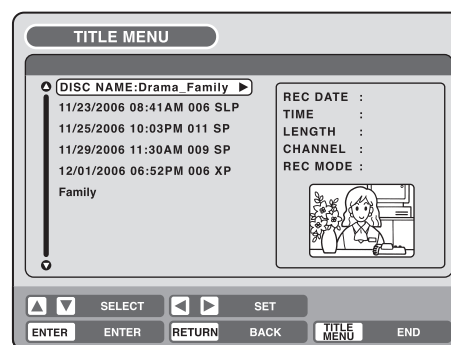 TITLE MENU
DISC NAME:Drama_Family
11/23/2006 08:41AM 006 SLP
11/25/2006 10:03PM 011 SP
11/29/2006 11:30AM 009 SP
12/01/2006 06:52PM 006 XP
Family
REC DATE :
TIME :
LENGTH :
CHANNEL :
REC MODE :
SELECT SET
ENTER ENTER RETURN BACK TITLE MENU END